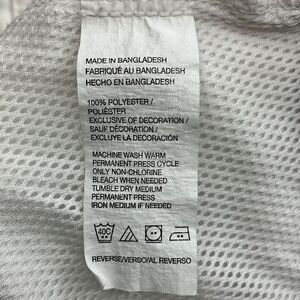 MADE IN BANGLADESH
FABRIQUÉ AU BANGLADESH
HECHO EN BANGLADESH
100% POLYESTER /
POLIÉSTER
EXCLUSIVE OF DECORATION /
SAUF DÉCORATION /
EXCLUYE LA DECORACIÓN
MACHINE WASH WARM
PERMANENT PRESS CYCLE
ONLY NON-CHLORINE
BLEACH WHEN NEEDED
TUMBLE DRY MEDIUM
PERMANENT PRESS
IRON MEDIUM IF NEEDED
40C
REVERSE/VERSO/AL REVERSO